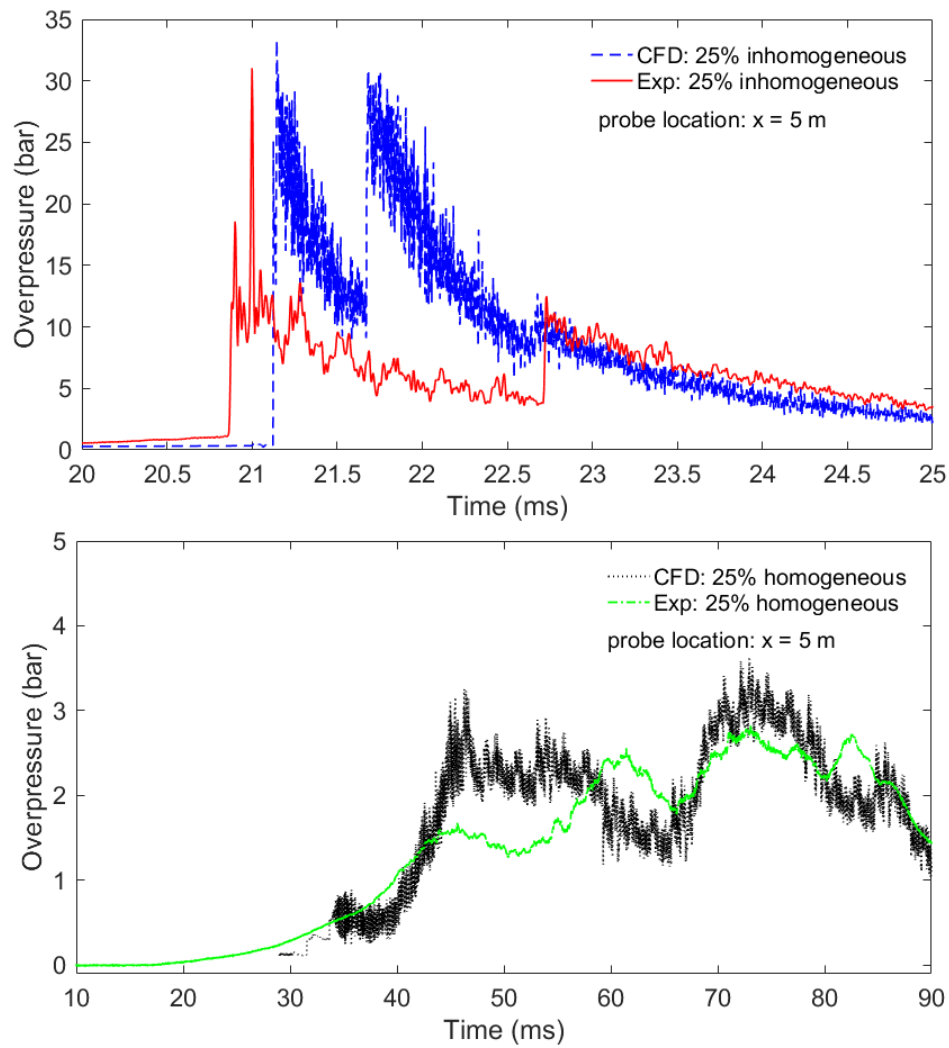 35
30
25
20
15
10
5
0
Overpressure (bar)
CFD: 25% inhomogeneous
Exp: 25% inhomogeneous
probe location: x = 5 m
20 20.5 21 21.5 22 22.5 23 23.5 24 24.5 25
Time (ms)
5
4
3
2
1
0
Overpressure (bar)
CFD: 25% homogeneous
Exp: 25% homogeneous
probe location: x = 5 m
10 20 30 40 50 60 70 80 90
Time (ms)